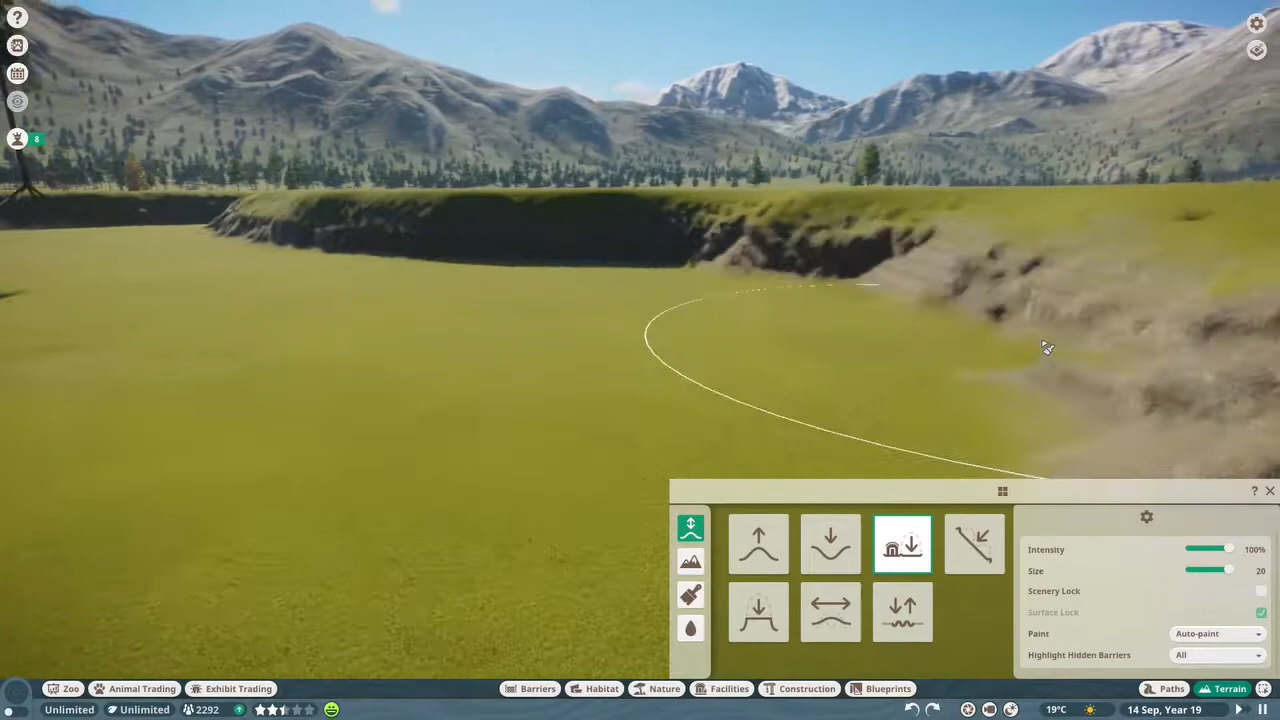 8
?
Intensity 100%
Size 20
Scenery Lock
Surface Lock
Paint Auto-paint
Highlight Hidden Barriers All
Zoo Animal Trading Exhibit Trading Barriers Habitat Nature Facilities Construction Blueprints Paths Terrain
Unlimited Unlimited 2292 19°C 14 Sep, Year 19